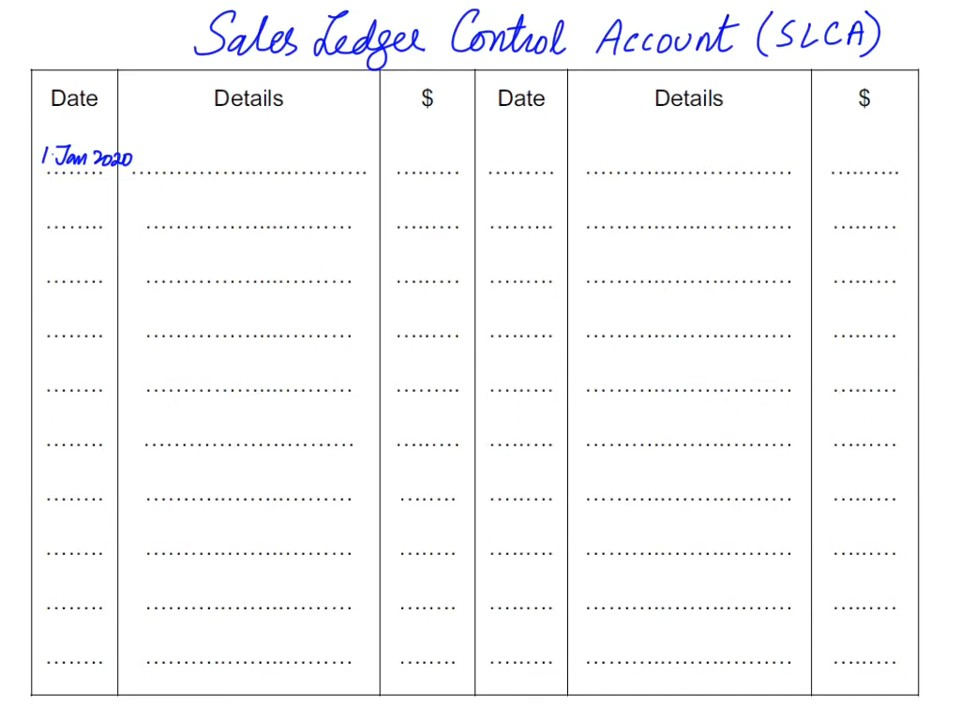 Sales Ledger Control Account (SLCA)
Date Details $ Date Details $
1 Jan 2020